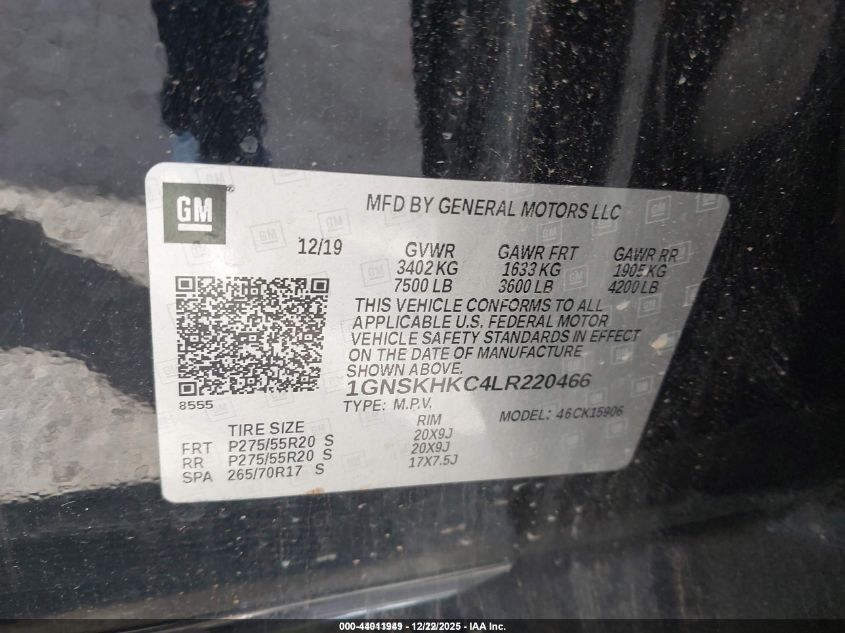 GM
MFD BY GENERAL MOTORS LLC
12/19 GVWR GAWR FRT GAWR RR
3402 KG 1633 KG 1905 KG
7500 LB 3600 LB 4200 LB
THIS VEHICLE CONFORMS TO ALL
APPLICABLE U.S. FEDERAL MOTOR
VEHICLE SAFETY STANDARDS IN EFFECT
ON THE DATE OF MANUFACTURE
SHOWN ABOVE.
1GNSKHKC4LR220466
8555
TYPE: M.P.V. MODEL: 46CK15906
TIRE SIZE RIM
FRT P275/55R20 S 20X9J
RR P275/55R20 S 20X9J
SPA 265/70R17 S 17X7.5J
000-44011949 - 12/22/2025 - IAA Inc.